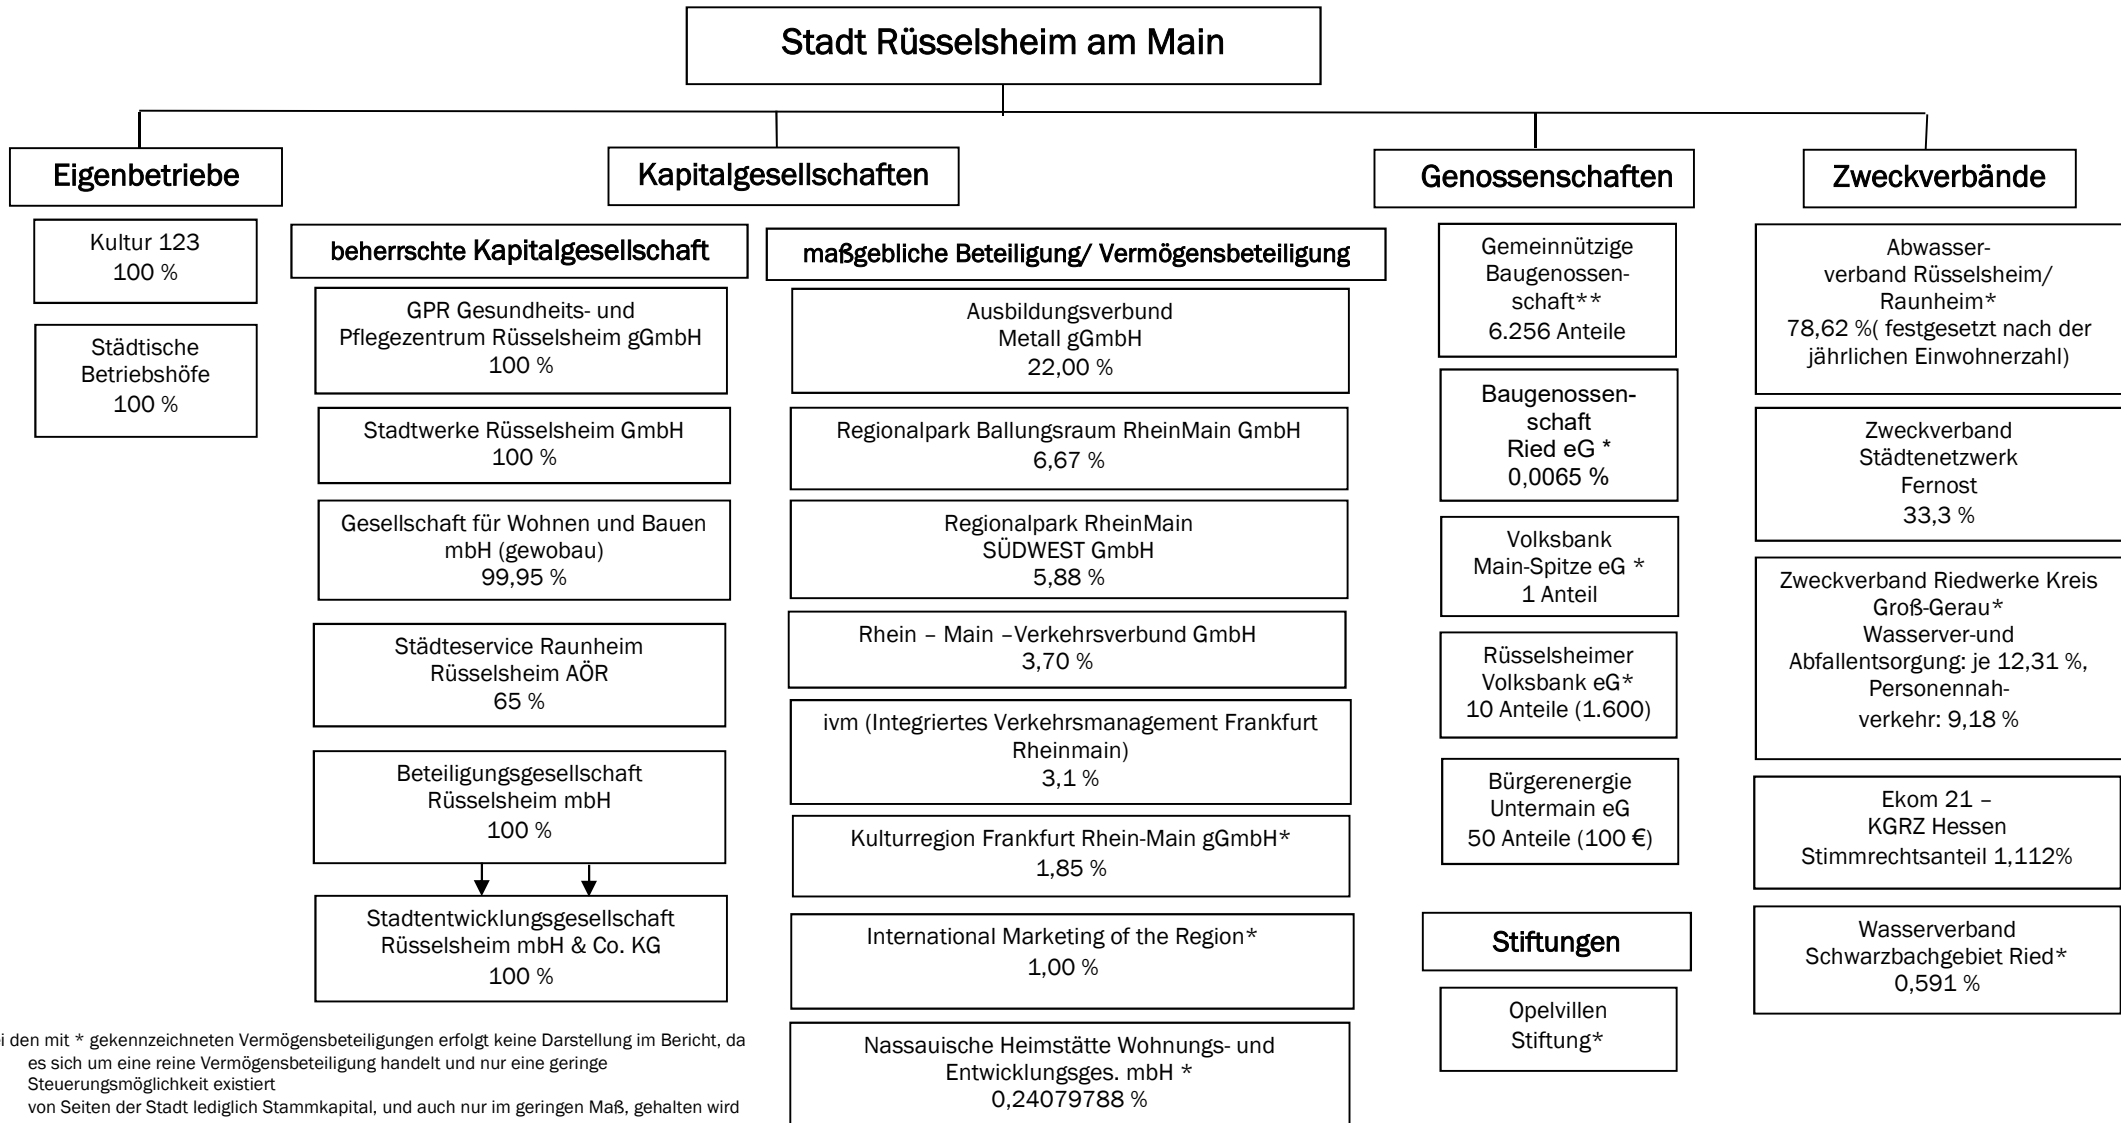 Stadt Rüsselsheim am Main
Eigenbetriebe
Kultur 123
100 %
Städtische
Betriebshöfe
100 %
Kapitalgesellschaften
beherrschte Kapitalgesellschaft
GPR Gesundheits- und
Pflegezentrum Rüsselsheim gGmbH
100 %
Stadtwerke Rüsselsheim GmbH
100 %
Gesellschaft für Wohnen und Bauen
mbH (gewobau)
99,95 %
Städteservice Raunheim
Rüsselsheim AÖR
65 %
Beteiligungsgesellschaft
Rüsselsheim mbH
100 %
Stadtentwicklungsgesellschaft
Rüsselsheim mbH & Co. KG
100 %
maßgebliche Beteiligung/ Vermögensbeteiligung
Ausbildungsverbund
Metall gGmbH
22,00 %
Regionalpark Ballungsraum RheinMain GmbH
6,67 %
Regionalpark RheinMain
SÜDWEST GmbH
5,88 %
Rhein – Main –Verkehrsverbund GmbH
3,70 %
ivm (Integriertes Verkehrsmanagement Frankfurt
Rheinmain)
3,1 %
Kulturregion Frankfurt Rhein-Main gGmbH*
1,85 %
International Marketing of the Region*
1,00 %
Nassauische Heimstätte Wohnungs- und
Entwicklungsges. mbH *
0,24079788 %
Genossenschaften
Gemeinnützige
Baugenossen-
schaft**
6.256 Anteile
Baugenossen-
schaft
Ried eG *
0,0065 %
Volksbank
Main-Spitze eG *
1 Anteil
Rüsselsheimer
Volksbank eG*
10 Anteile (1.600)
Bürgerenergie
Untermain eG
50 Anteile (100 €)
Stiftungen
Opelvillen
Stiftung*
Zweckverbände
Abwasser-
verband Rüsselsheim/
Raunheim*
78,62 %( festgesetzt nach der
jährlichen Einwohnerzahl)
Zweckverband
Städtenetzwerk
Fernost
33,3 %
Zweckverband Riedwerke Kreis
Groß-Gerau*
Wasserver-und
Abfallentsorgung: je 12,31 %,
Personennah-
verkehr: 9,18 %
Ekom 21 –
KGRZ Hessen
Stimmrechtsanteil 1,112%
Wasserverband
Schwarzbachgebiet Ried*
0,591 %
ei den mit * gekennzeichneten Vermögensbeteiligungen erfolgt keine Darstellung im Bericht, da
es sich um eine reine Vermögensbeteiligung handelt und nur eine geringe
Steuerungsmöglichkeit existiert
von Seiten der Stadt lediglich Stammkapital, und auch nur im geringen Maß, gehalten wird